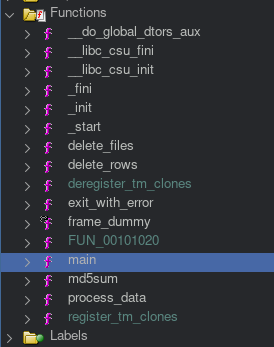 Functions
__do_global_dtors_aux
__libc_csu_fini
__libc_csu_init
_fini
_init
_start
delete_files
delete_rows
deregister_tm_clones
exit_with_error
frame_dummy
FUN_00101020
main
md5sum
process_data
register_tm_clones
Labels